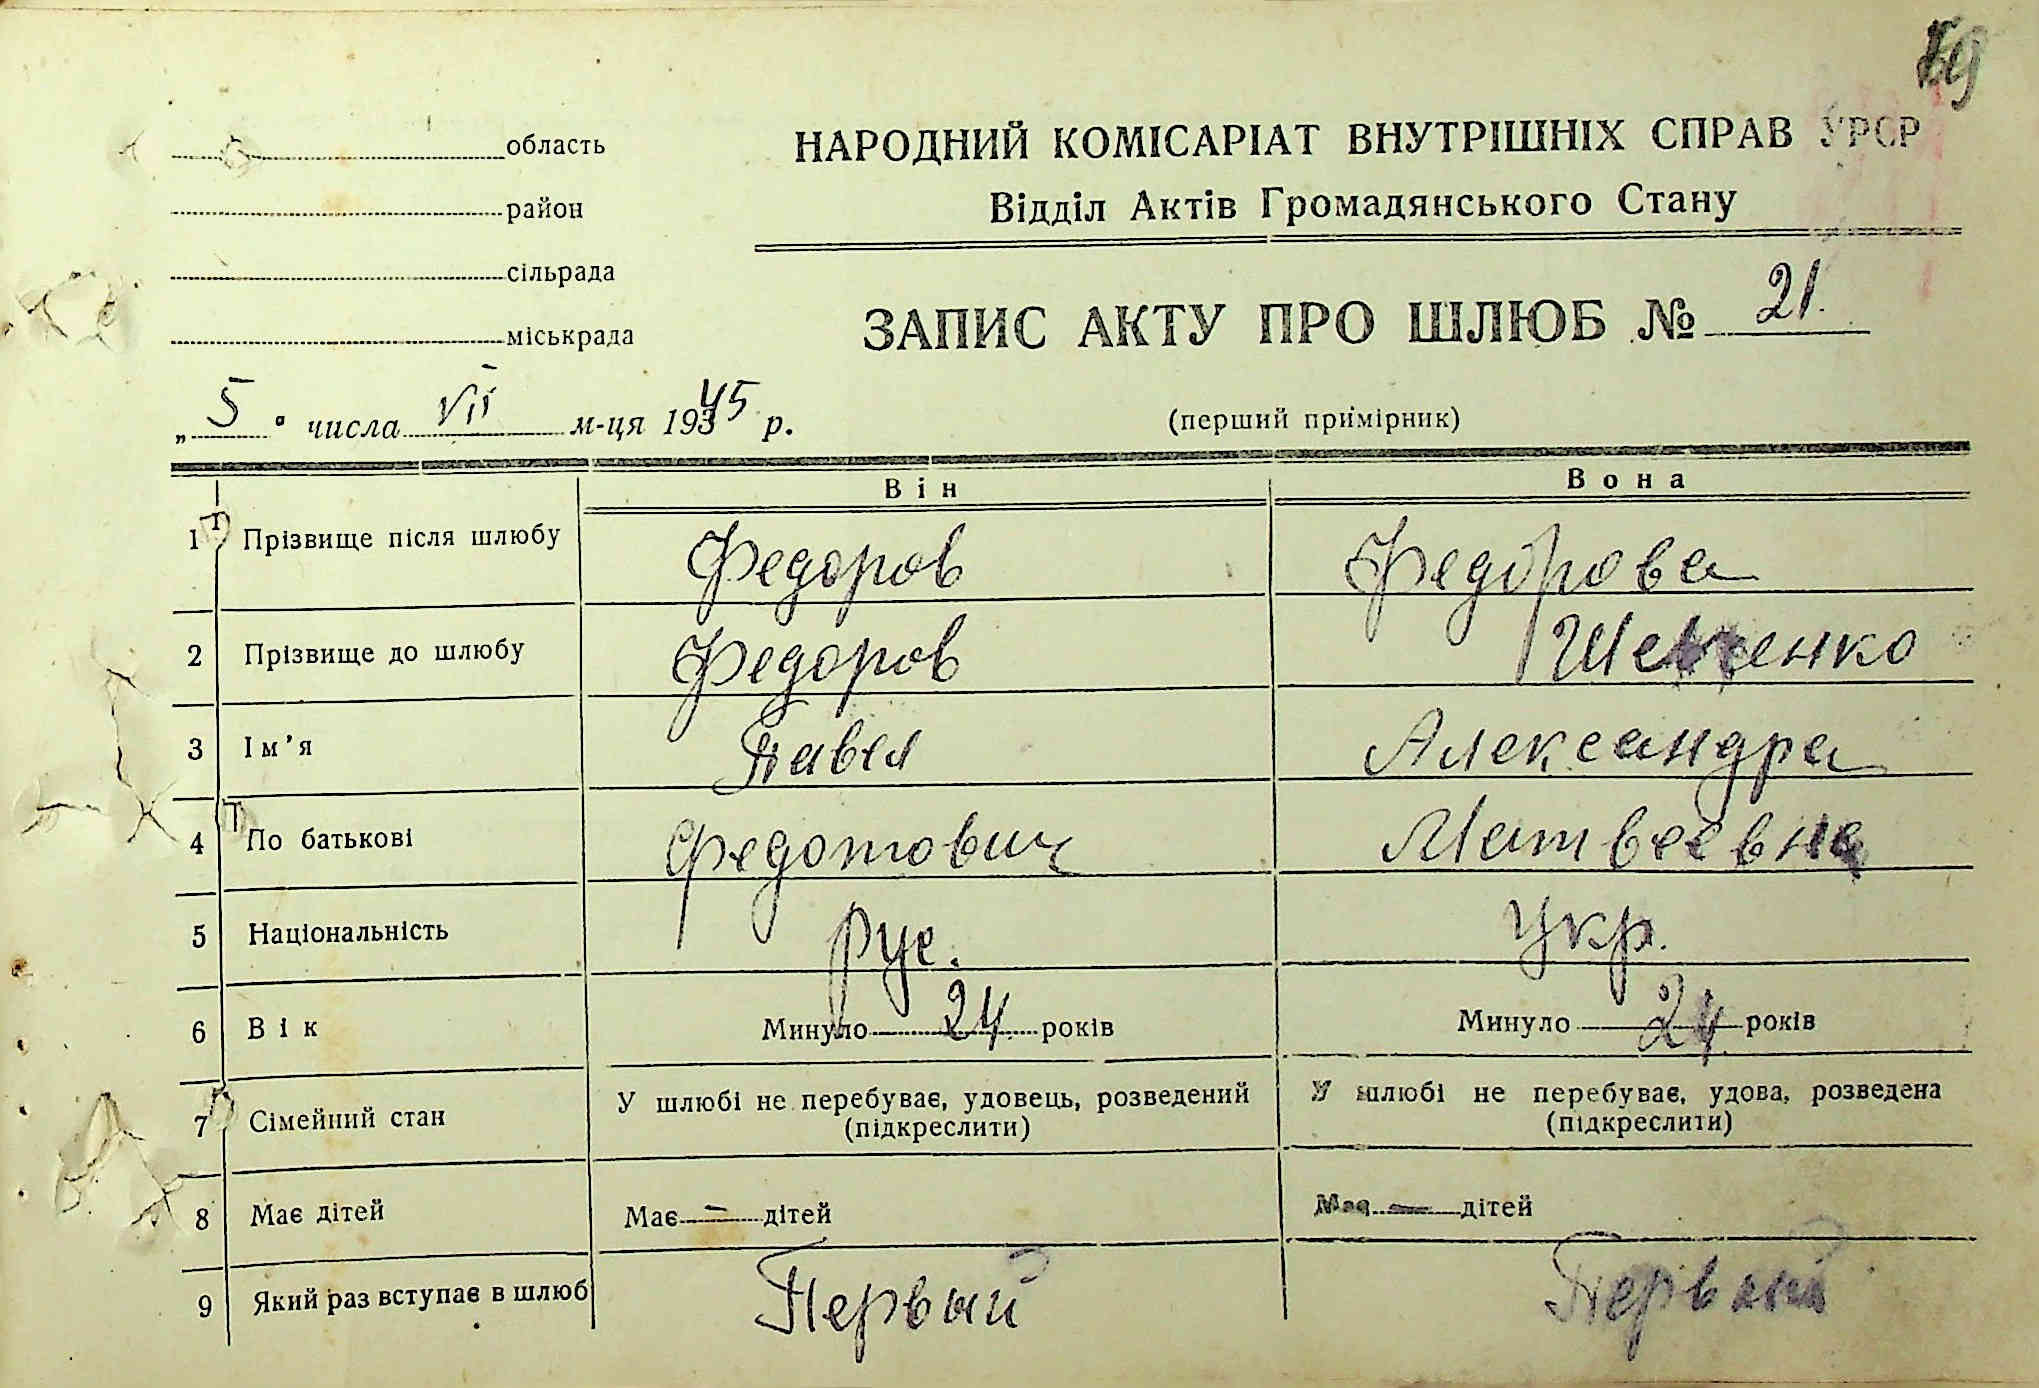 область
НАРОДНИЙ КОМІСАРІАТ ВНУТРІШНІХ СПРАВ УРСР
район
Відділ Актів Громадянського Стану
сільрада
міськрада
ЗАПИС АКТУ ПРО ШЛЮБ № 21.
„ 5 " числа VII м-ця 1945 р.
(перший примірник)
Він Вона
1 Прізвище після шлюбу Федоров Федорова
2 Прізвище до шлюбу Федоров
3 Ім'я Павел Александра
4 По батькові Федотович Матвеевна
5 Національність рус. Укр.
6 Вік Минуло 24 років Минуло 24 років
7 Сімейний стан У шлюбі не перебуває, удовець, розведений У шлюбі не перебуває, удова, розведена
(підкреслити) (підкреслити)
8 Має дітей Має – дітей Має – дітей
9 Який раз вступає в шлюб Первый Первый